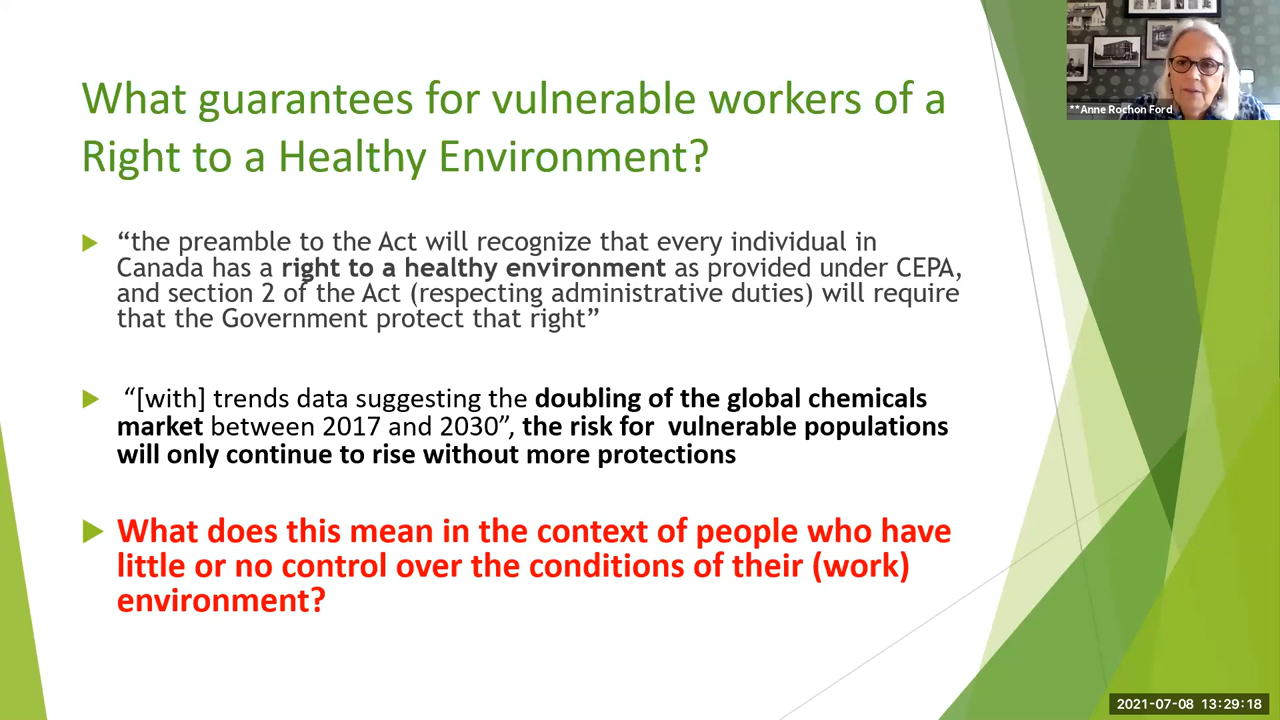 What guarantees for vulnerable workers of a
Right to a Healthy Environment?
“the preamble to the Act will recognize that every individual in
Canada has a right to a healthy environment as provided under CEPA,
and section 2 of the Act (respecting administrative duties) will require
that the Government protect that right”
“[with] trends data suggesting the doubling of the global chemicals
market between 2017 and 2030”, the risk for vulnerable populations
will only continue to rise without more protections
What does this mean in the context of people who have
little or no control over the conditions of their (work)
environment?
**Anne Rochon Ford
2021-07-08 13:29:18